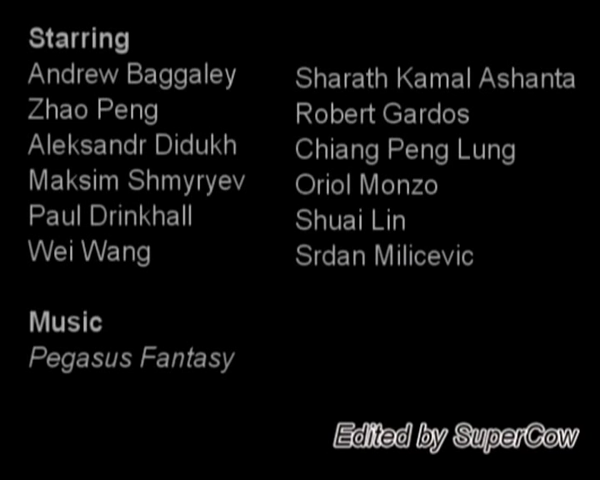 Starring
Andrew Baggaley
Zhao Peng
Aleksandr Didukh
Maksim Shmyryev
Paul Drinkhall
Wei Wang
Sharath Kamal Ashanta
Robert Gardos
Chiang Peng Lung
Oriol Monzo
Shuai Lin
Srdan Milicevic
Music
Pegasus Fantasy
Edited by SuperCow